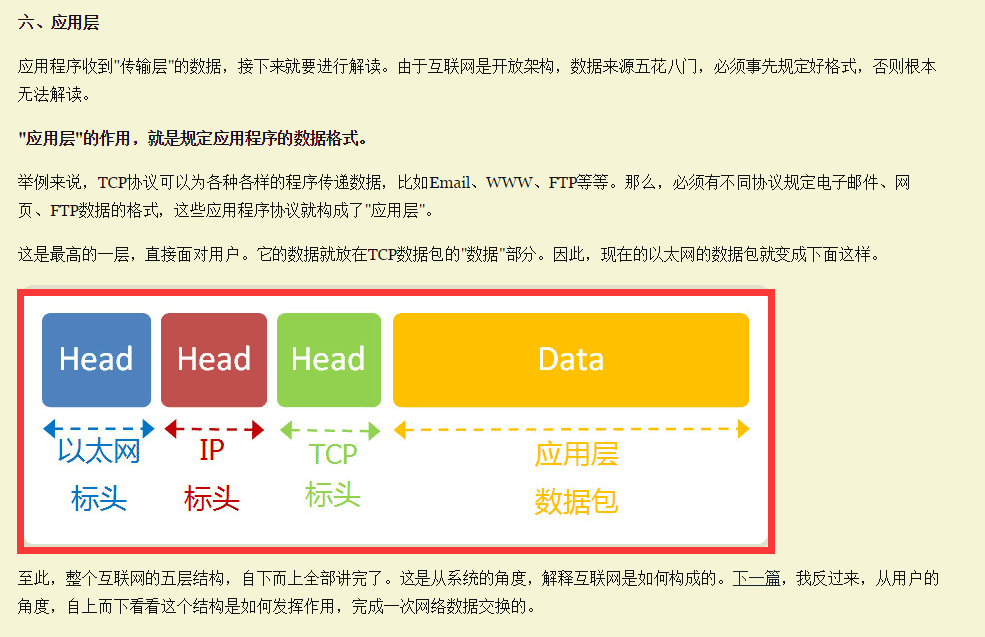 六、应用层
应用程序收到"传输层"的数据，接下来就要进行解读。由于互联网是开放架构，数据来源五花八门，必须事先规定好格式，否则根本
无法解读。
"应用层"的作用，就是规定应用程序的数据格式。
举例来说，TCP协议可以为各种各样的程序传递数据，比如Email、WWW、FTP等等。那么，必须有不同协议规定电子邮件、网
页、FTP数据的格式，这些应用程序协议就构成了"应用层"。
这是最高的一层，直接面对用户。它的数据就放在TCP数据包的"数据"部分。因此，现在的以太网的数据包就变成下面这样。
Head Head Head Data
以太网 IP TCP 应用层
标头 标头 标头 数据包
至此，整个互联网的五层结构，自下而上全部讲完了。这是从系统的角度，解释互联网是如何构成的。下一篇，我反过来，从用户的
角度，自上而下看看这个结构是如何发挥作用，完成一次网络数据交换的。